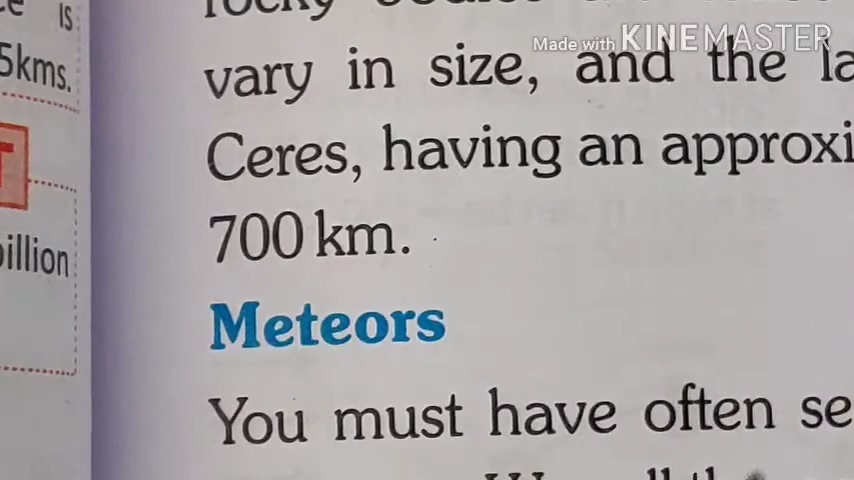 is
5kms.
T
illion
rocky
vary in size, and the la
Ceres, having an approxi
700 km.
Meteors
You must have often se
Made with KINEMASTER